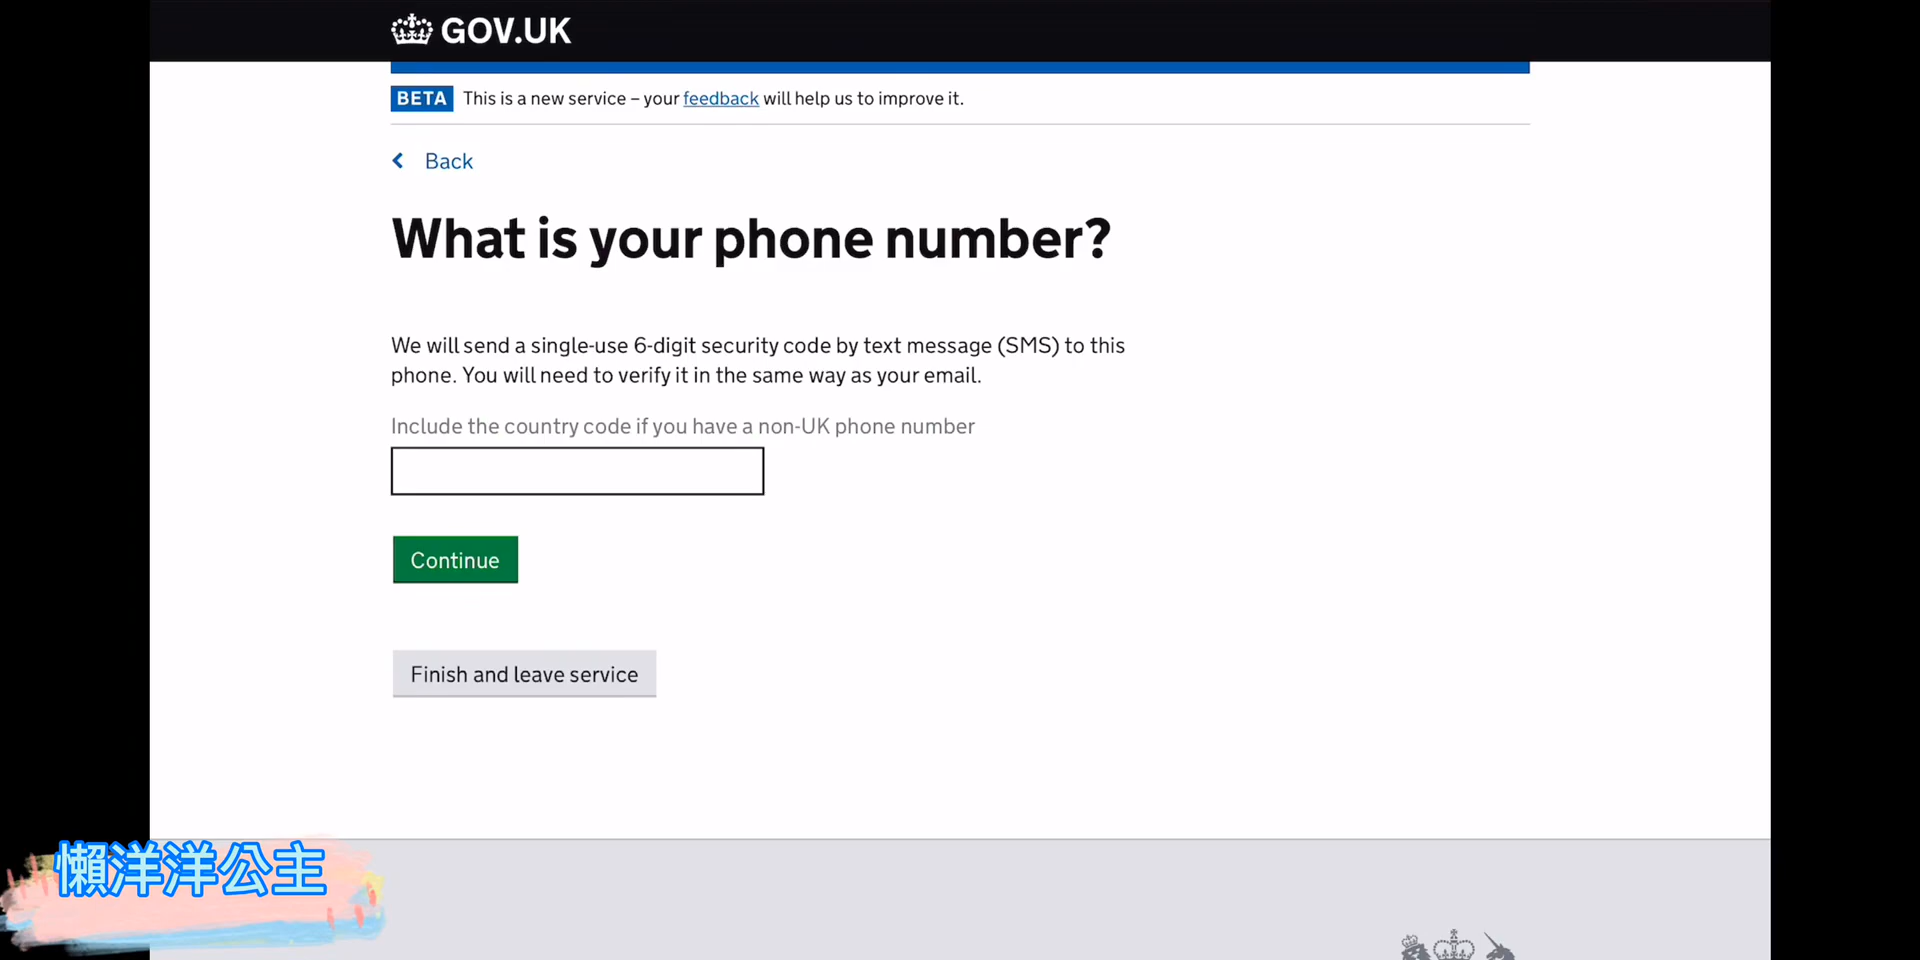 GOV.UK
BETA This is a new service – your feedback will help us to improve it.
Back
What is your phone number?
We will send a single-use 6-digit security code by text message (SMS) to this
phone. You will need to verify it in the same way as your email.
Include the country code if you have a non-UK phone number
Continue
Finish and leave service
懶洋洋公主